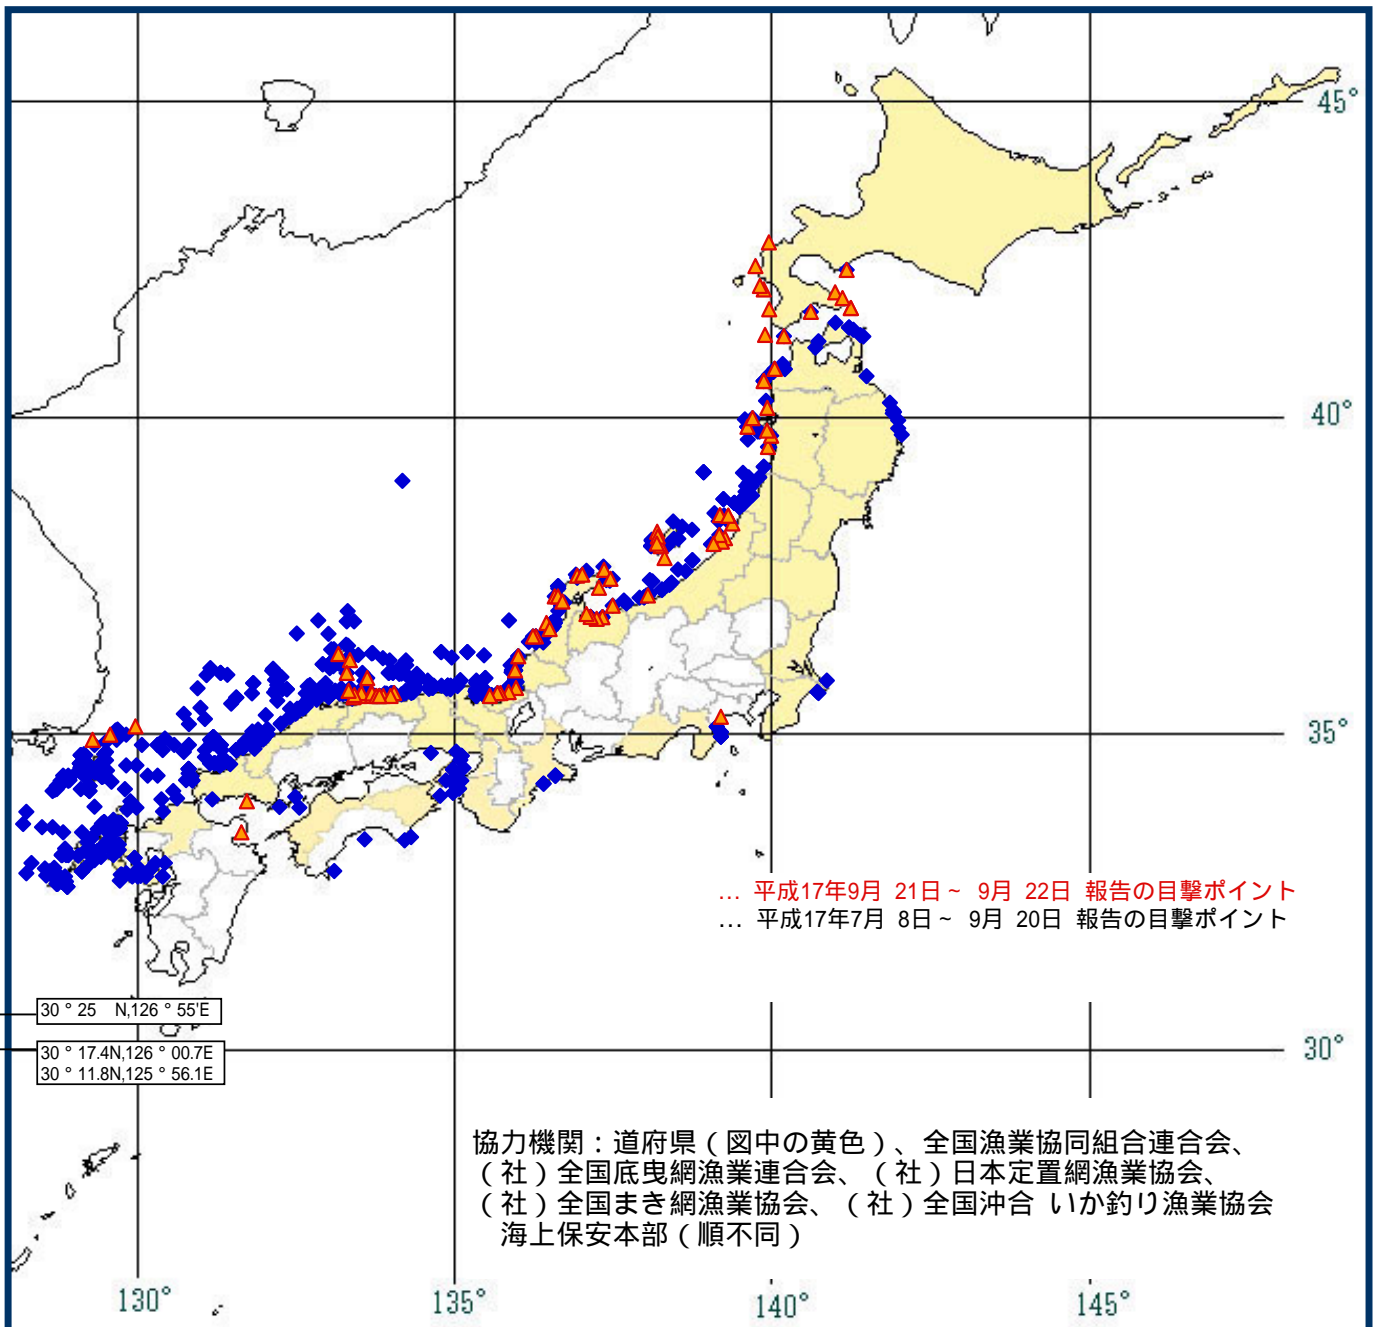 45°
40°
35°
... 平成17年9月 21日～ 9月 22日 報告の目撃ポイント
... 平成17年7月 8日～ 9月 20日 報告の目撃ポイント
30 ° 25 N,126 ° 55'E
30 ° 17.4N,126 ° 00.7E
30 ° 11.8N,125 ° 56.1E
30°
協力機関：道府県（図中の黄色）、全国漁業協同組合連合会、
（社）全国底曳網漁業連合会、（社）日本定置網漁業協会、
（社）全国まき網漁業協会、（社）全国沖合 いか釣り漁業協会
海上保安本部（順不同）
130° 135° 140° 145°